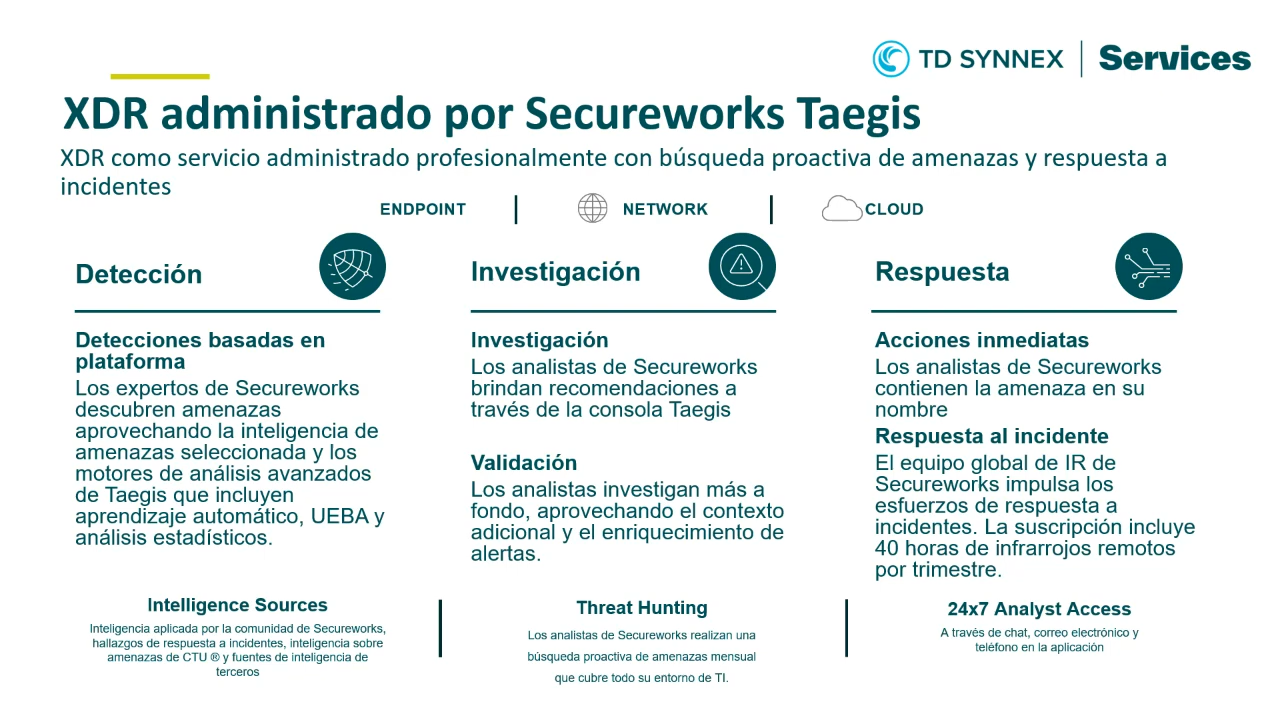 TD SYNNEX | Services
XDR administrado por Secureworks Taegis
XDR como servicio administrado profesionalmente con búsqueda proactiva de amenazas y respuesta a
incidentes
ENDPOINT
NETWORK
CLOUD
Detección
Detecciones basadas en
plataforma
Los expertos de Secureworks
descubren amenazas
aprovechando la inteligencia de
amenazas seleccionada y los
motores de análisis avanzados
de Taegis que incluyen
aprendizaje automático, UEBA y
análisis estadísticos.
Investigación
Investigación
Los analistas de Secureworks
brindan recomendaciones a
través de la consola Taegis
Validación
Los analistas investigan más a
fondo, aprovechando el contexto
adicional y el enriquecimiento de
alertas.
Respuesta
Acciones inmediatas
Los analistas de Secureworks
contienen la amenaza en su
nombre
Respuesta al incidente
El equipo global de IR de
Secureworks impulsa los
esfuerzos de respuesta a
incidentes. La suscripción incluye
40 horas de infrarrojos remotos
por trimestre.
Intelligence Sources
Inteligencia aplicada por la comunidad de Secureworks,
hallazgos de respuesta a incidentes, inteligencia sobre
amenazas de CTU ® y fuentes de inteligencia de
terceros
Threat Hunting
Los analistas de Secureworks realizan una
búsqueda proactiva de amenazas mensual
que cubre todo su entorno de TI.
24x7 Analyst Access
A través de chat, correo electrónico y
teléfono en la aplicación